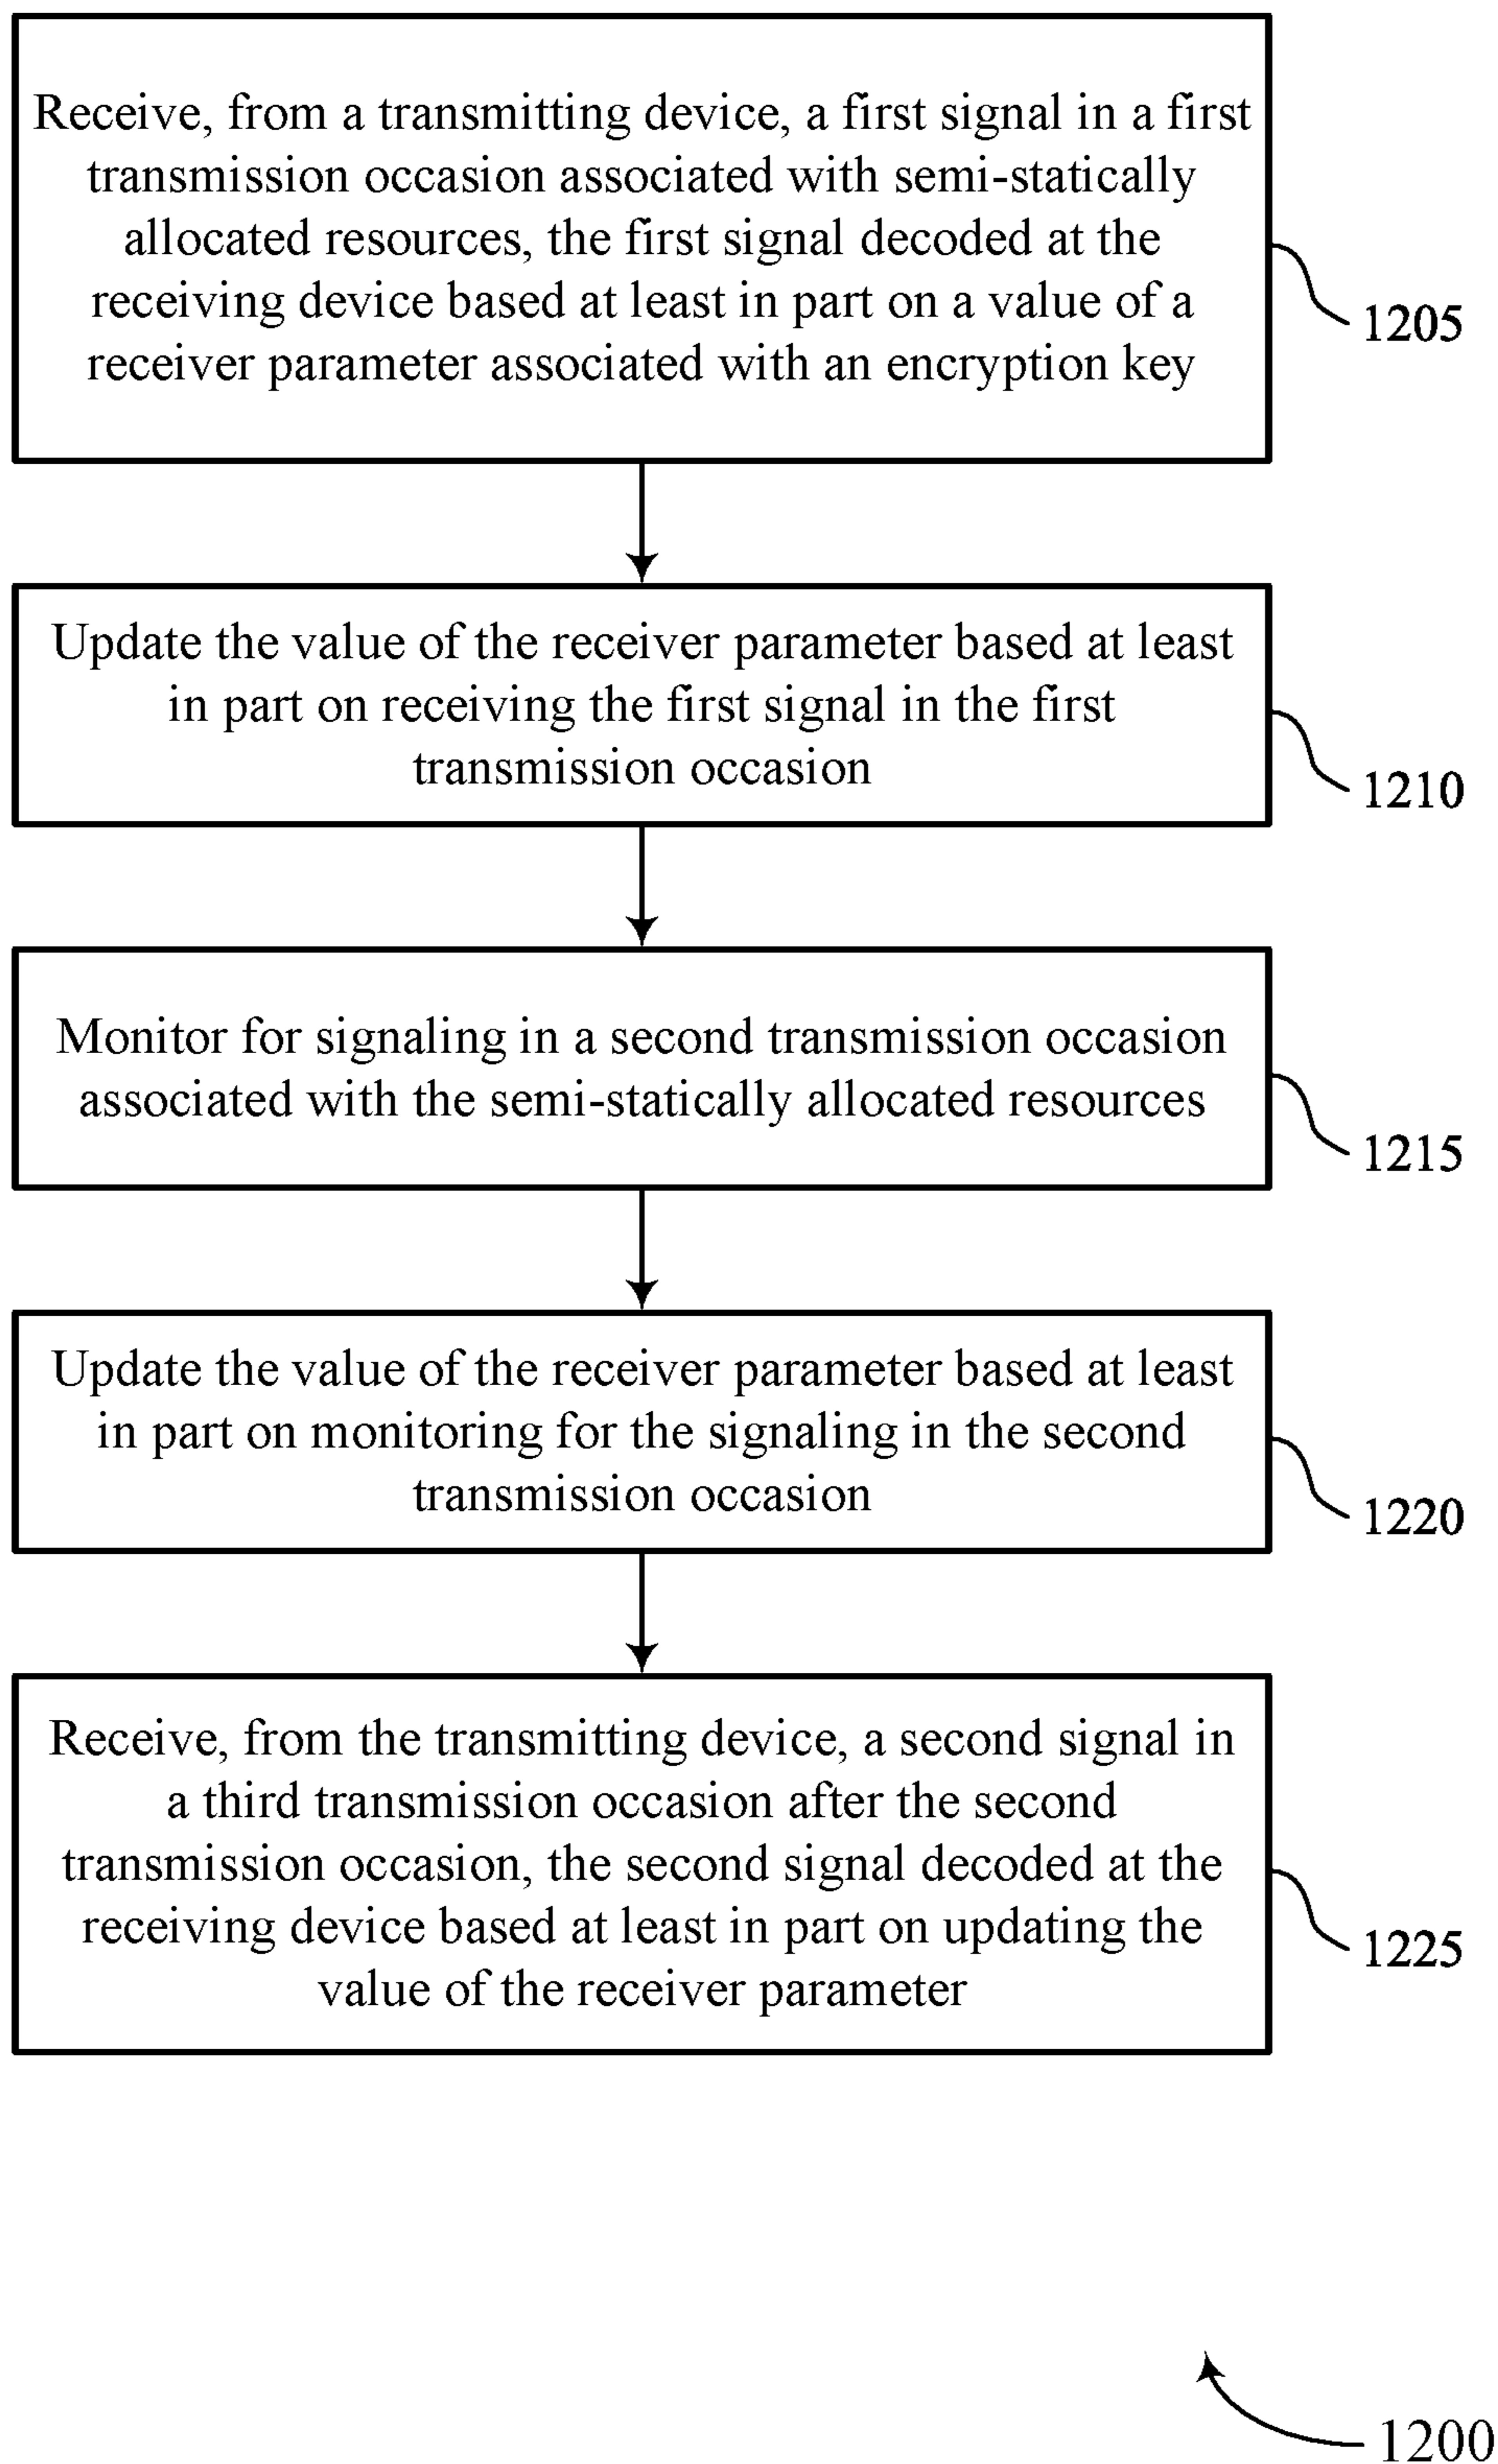 Receive, from a transmitting device, a first signal in a first
transmission occasion associated with semi-statically
allocated resources, the first signal decoded at the
receiving device based at least in part on a value of a
receiver parameter associated with an encryption key
1205
Update the value of the receiver parameter based at least
in part on receiving the first signal in the first
transmission occasion
1210
Monitor for signaling in a second transmission occasion
associated with the semi-statically allocated resources
1215
Update the value of the receiver parameter based at least
in part on monitoring for the signaling in the second
transmission occasion
1220
Receive, from the transmitting device, a second signal in
a third transmission occasion after the second
transmission occasion, the second signal decoded at the
receiving device based at least in part on updating the
value of the receiver parameter
1225
1200